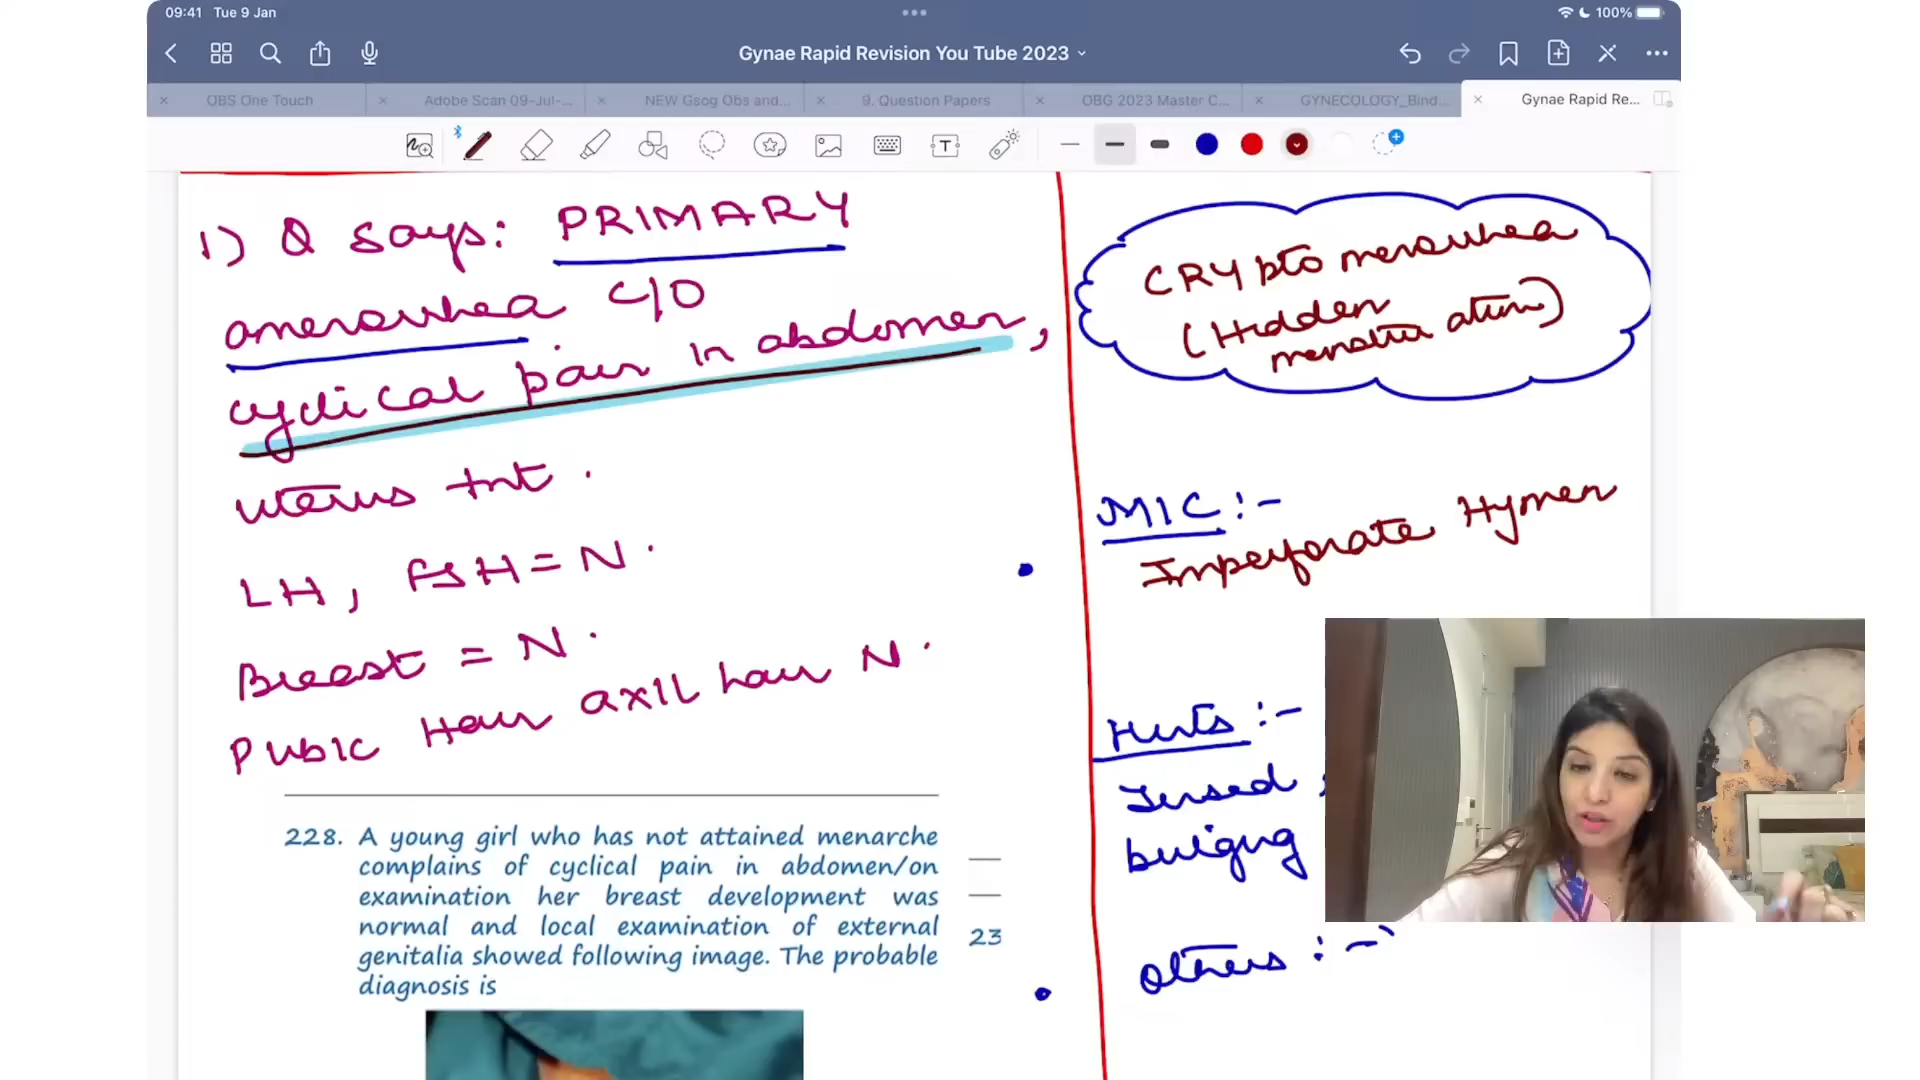 09:41 Tue 9 Jan
100%
Gynae Rapid Revision You Tube 2023
OBS One Touch
Adobe Scan 09-Jul-...
NEW Gsog Obs and...
9. Question Papers
OBG 2023 Master C...
GYNECOLOGY_Bind...
Gynae Rapid Re...
1) Q says: PRIMARY
amenorrhea C/O
cyclical pain in abdomen,
uterus +nt.
LH, FSH = N.
Breast = N.
Pubic Hair axil hair N.
228. A young girl who has not attained menarche
complains of cyclical pain in abdomen/on
examination her breast development was
normal and local examination of external
genitalia showed following image. The probable
diagnosis is
23
CRYpto menorrhea
(Hidden
menstruation)
MIC:-
Imperforate Hymen
Hints:-
Tensed,
bulging
Others:-